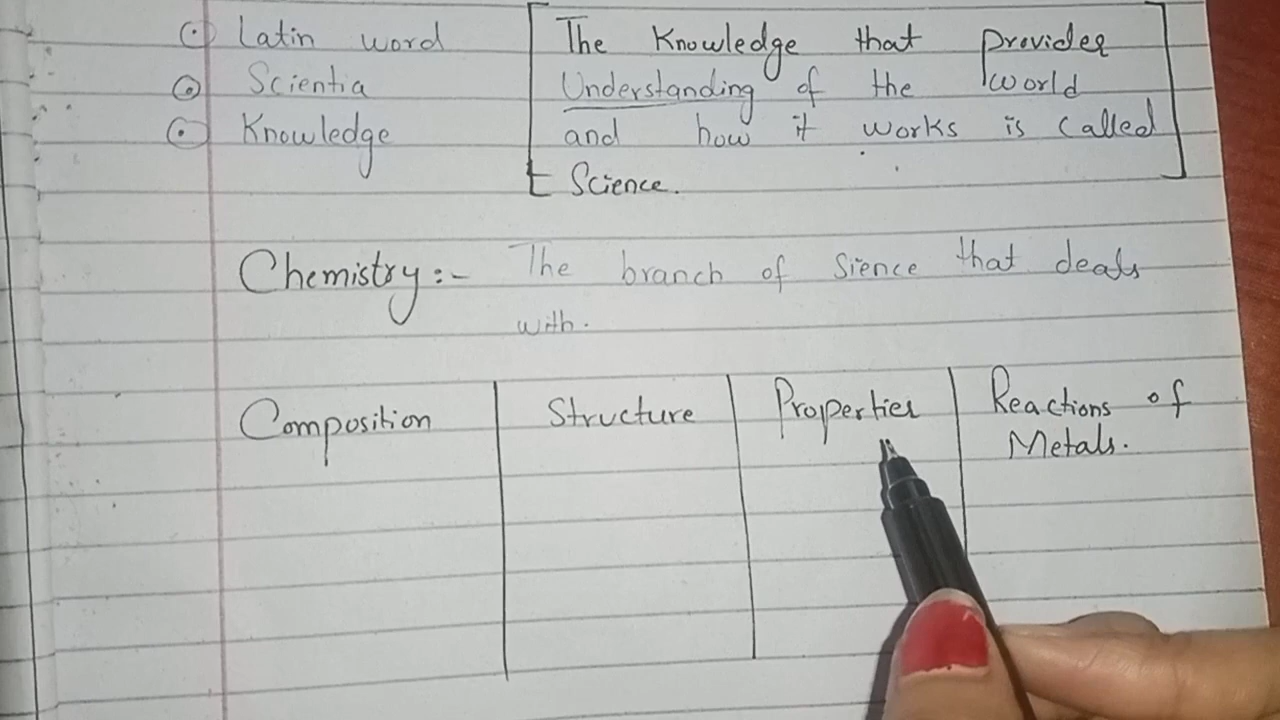 Latin word
Scientia
Knowledge
The Knowledge that provides
Understanding of the world
and how it works is called
Science.
Chemistry:- The branch of Sience that deals
with.
Composition
Structure
Properties
Reactions of
Metals.